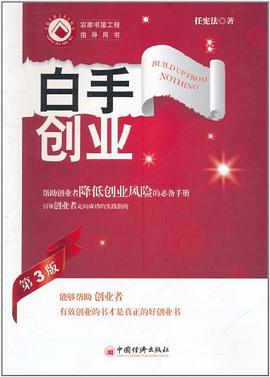 农家书屋工程
指导用书
任宪法◎著
BUILD UP FROM
NOTHING
白手
创业
帮助创业者降低创业风险的必备手册
引领创业者走向成功的实践指南
第3版
能够帮助 创业者
有效创业的书才是真正的好创业书
中国经济出版社